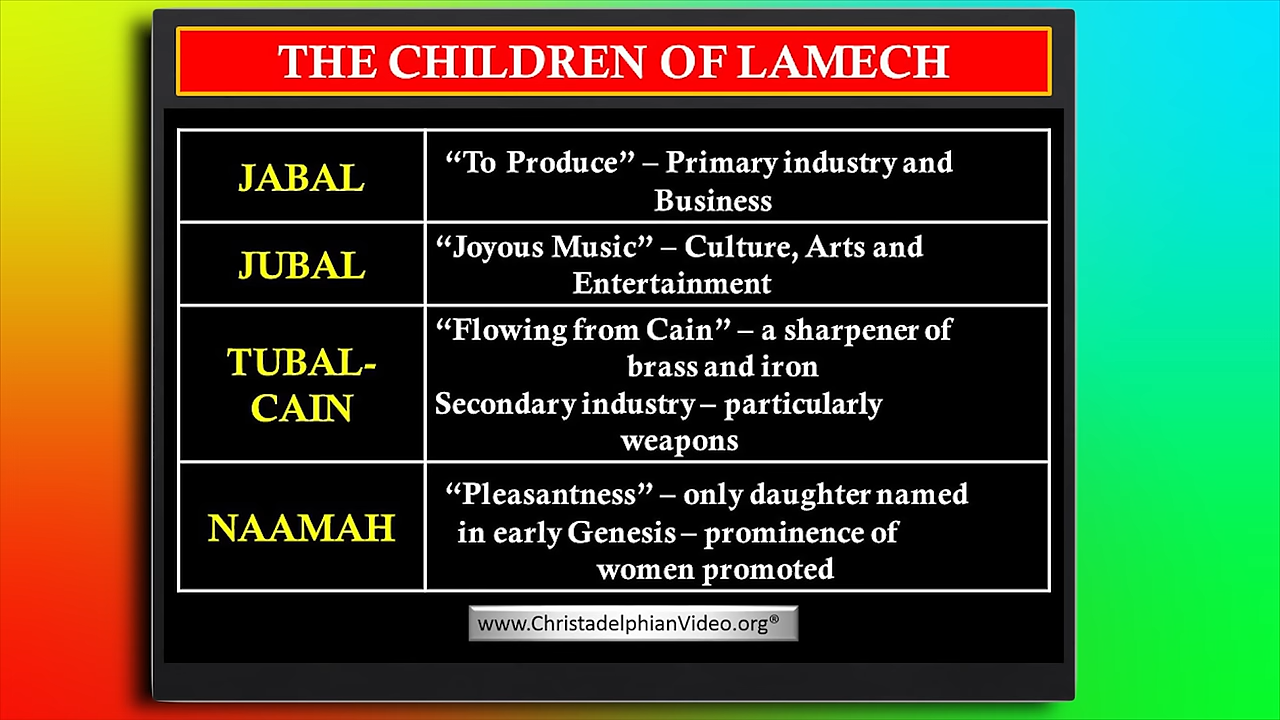 THE CHILDREN OF LAMECH
JABAL
“To Produce” – Primary industry and
Business
JUBAL
“Joyous Music” – Culture, Arts and
Entertainment
TUBAL-
CAIN
“Flowing from Cain” – a sharpener of
brass and iron
Secondary industry – particularly
weapons
NAAMAH
“Pleasantness” – only daughter named
in early Genesis – prominence of
women promoted
www.ChristadelphianVideo.org®